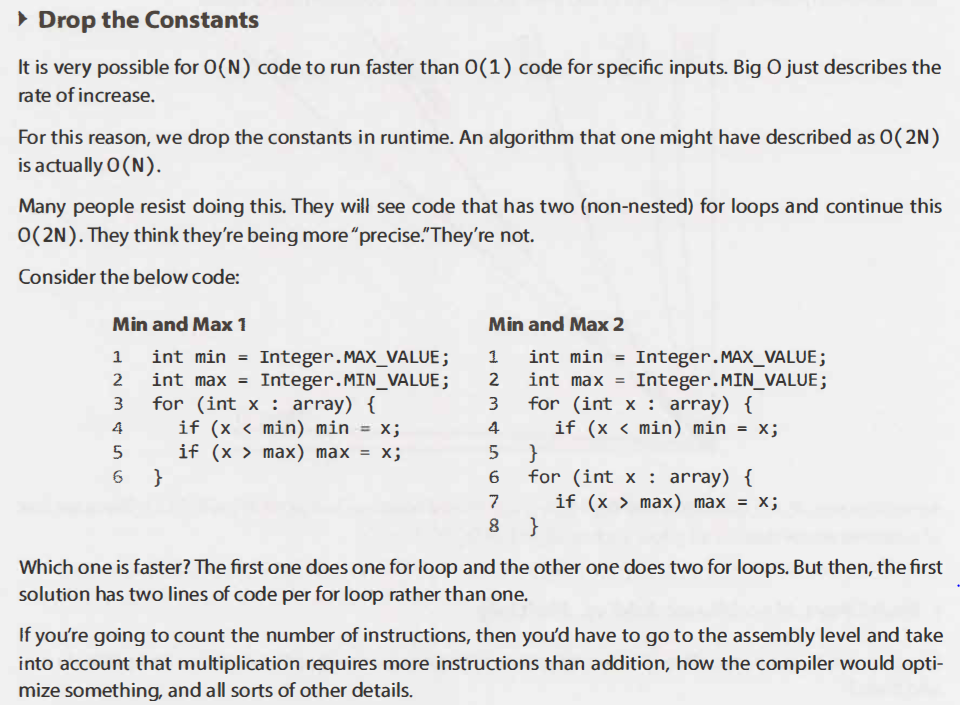 Drop the Constants
It is very possible for O(N) code to run faster than O(1) code for specific inputs. Big O just describes the
rate of increase.
For this reason, we drop the constants in runtime. An algorithm that one might have described as O(2N)
is actually O(N).
Many people resist doing this. They will see code that has two (non-nested) for loops and continue this
O(2N). They think they're being more "precise." They're not.
Consider the below code:
Min and Max 1
1 int min = Integer.MAX_VALUE;
2 int max = Integer.MIN_VALUE;
3 for (int x : array) {
4 if (x < min) min = x;
5 if (x > max) max = x;
6 }
Min and Max 2
1 int min = Integer.MAX_VALUE;
2 int max = Integer.MIN_VALUE;
3 for (int x : array) {
4 if (x < min) min = x;
5 }
6 for (int x : array) {
7 if (x > max) max = x;
8 }
Which one is faster? The first one does one for loop and the other one does two for loops. But then, the first
solution has two lines of code per for loop rather than one.
If you're going to count the number of instructions, then you'd have to go to the assembly level and take
into account that multiplication requires more instructions than addition, how the compiler would opti-
mize something, and all sorts of other details.